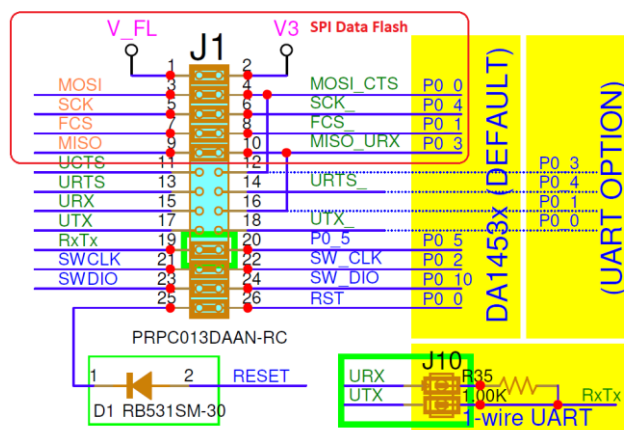 V_FL J1 V3 SPI Data Flash
1 2
MOSI 3 4 MOSI_CTS P0_0
SCK 5 6 SCK_ P0_4
FCS 7 8 FCS_ P0_1
MISO 9 10 MISO_URX P0_3
UCTS 11 12 P0_3
URTS 13 14 URTS_ P0_4
URX 15 16 P0_1
UTX 17 18 UTX_ P0_0
RxTx 19 20 P0_5 P0_5
SWCLK 21 22 SW_CLK P0_2
SWDIO 23 24 SW_DIO P0_10
25 26 RST P0_0
DA1453x (DEFAULT)
(UART OPTION)
PRPC013DAAN-RC
1 2 RESET
D1 RB531SM-30
J10
URX R35
UTX 1.00K RxTx
1-wire UART